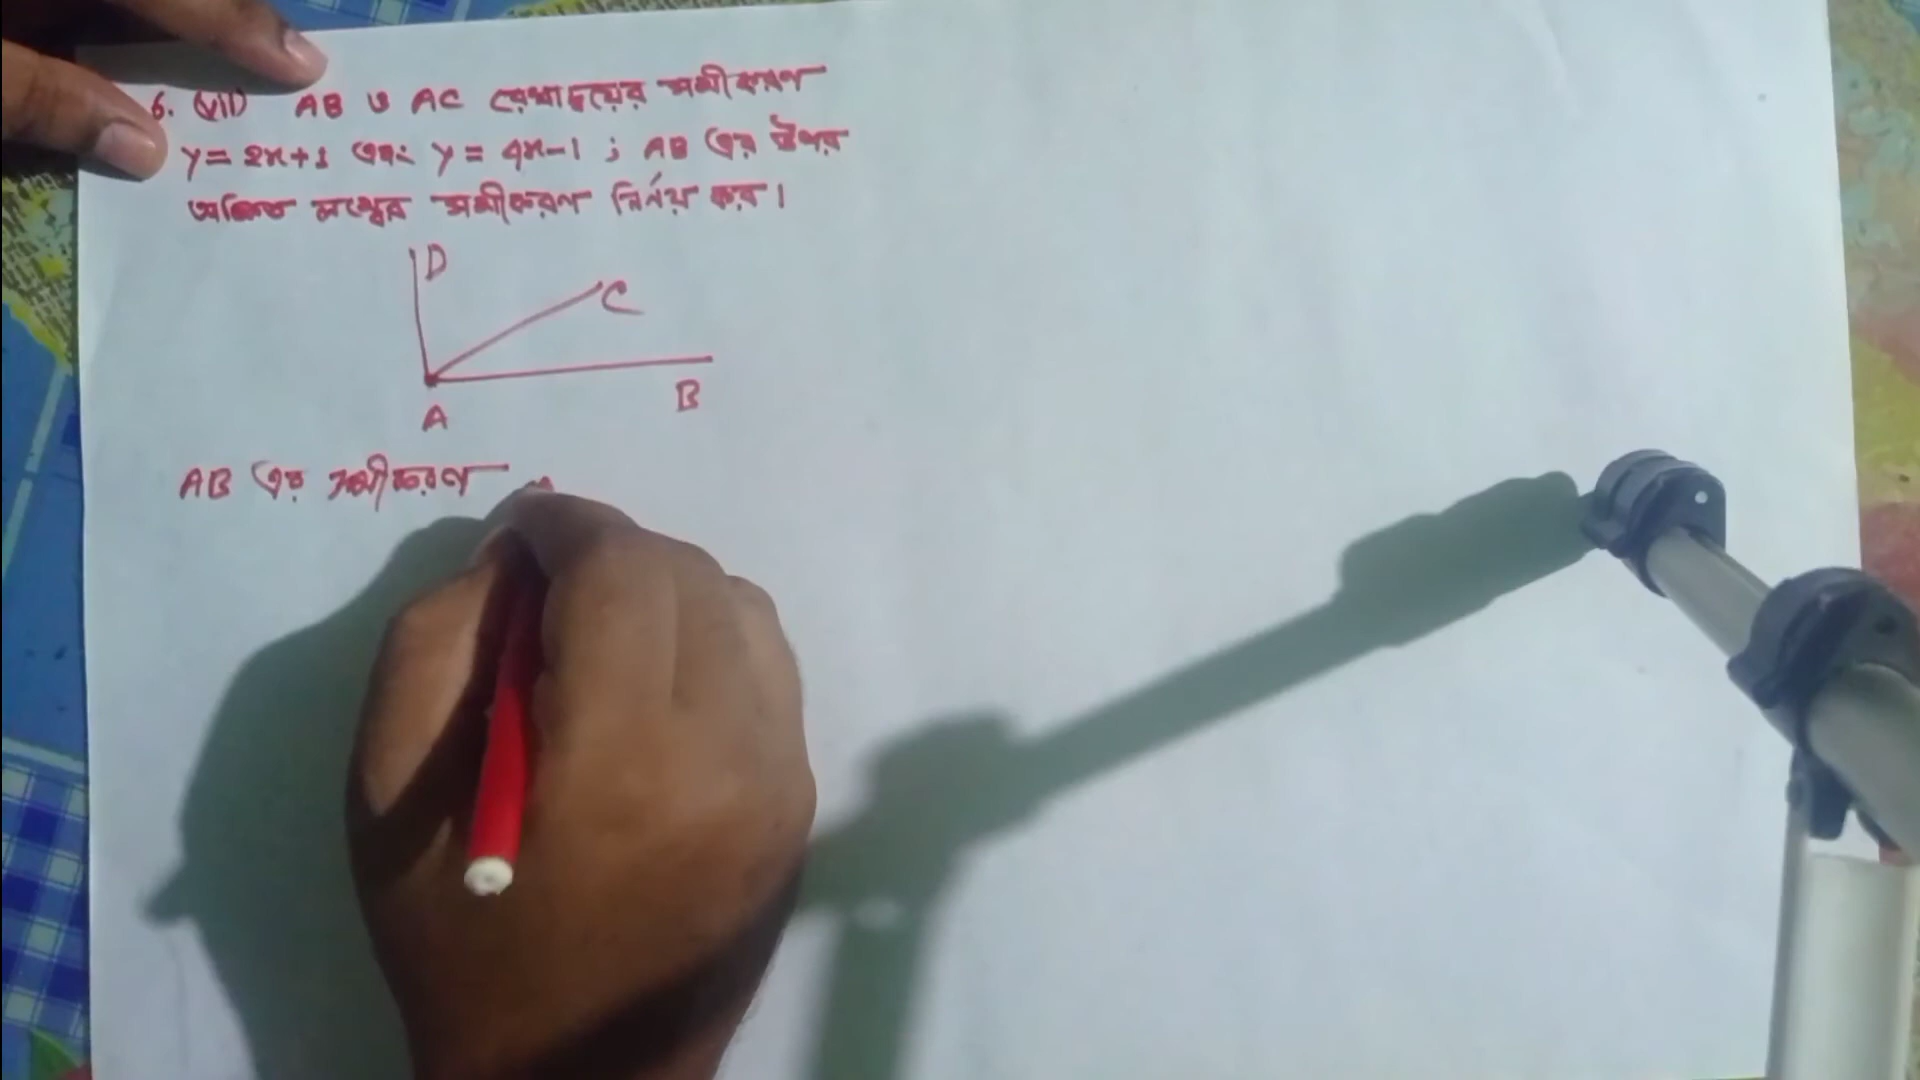 6. (VII) AB ও AC রেখাদ্বয়ের সমীকরণ
y = 2x+1 এবং y = 4x-1 ; AB এর উপর
অঙ্কিত লম্বের সমীকরণ নির্ণয় কর।
D
C
A
B
AB এর সমীকরণ